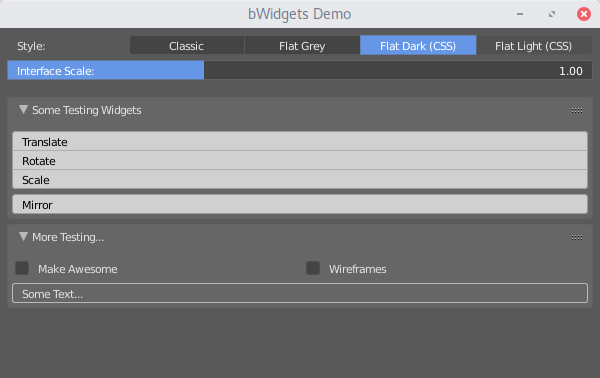 bWidgets Demo
Style: Classic Flat Grey Flat Dark (CSS) Flat Light (CSS)
Interface Scale: 1.00
Some Testing Widgets
Translate
Rotate
Scale
Mirror
More Testing...
Make Awesome Wireframes
Some Text...